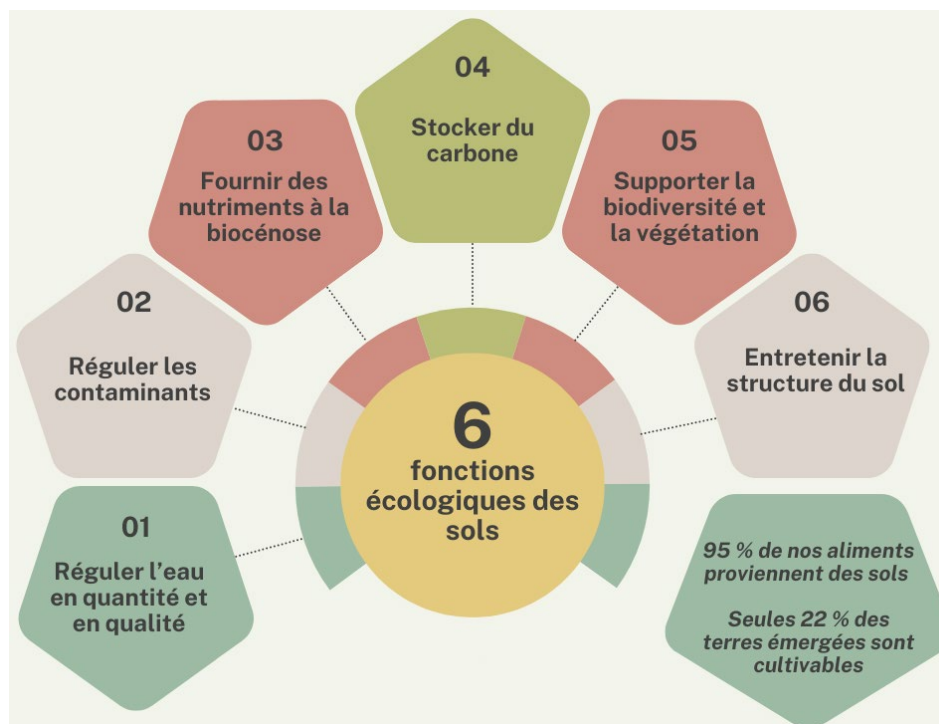 04
Stocker du
carbone
03
Fournir des
nutriments à la
biocénose
05
Supporter la
biodiversité et
la végétation
02
Réguler les
contaminants
06
Entretenir la
structure du sol
6
fonctions
écologiques des
sols
01
Réguler l’eau
en quantité et
en qualité
95 % de nos aliments
proviennent des sols
Seules 22 % des
terres émergées sont
cultivables